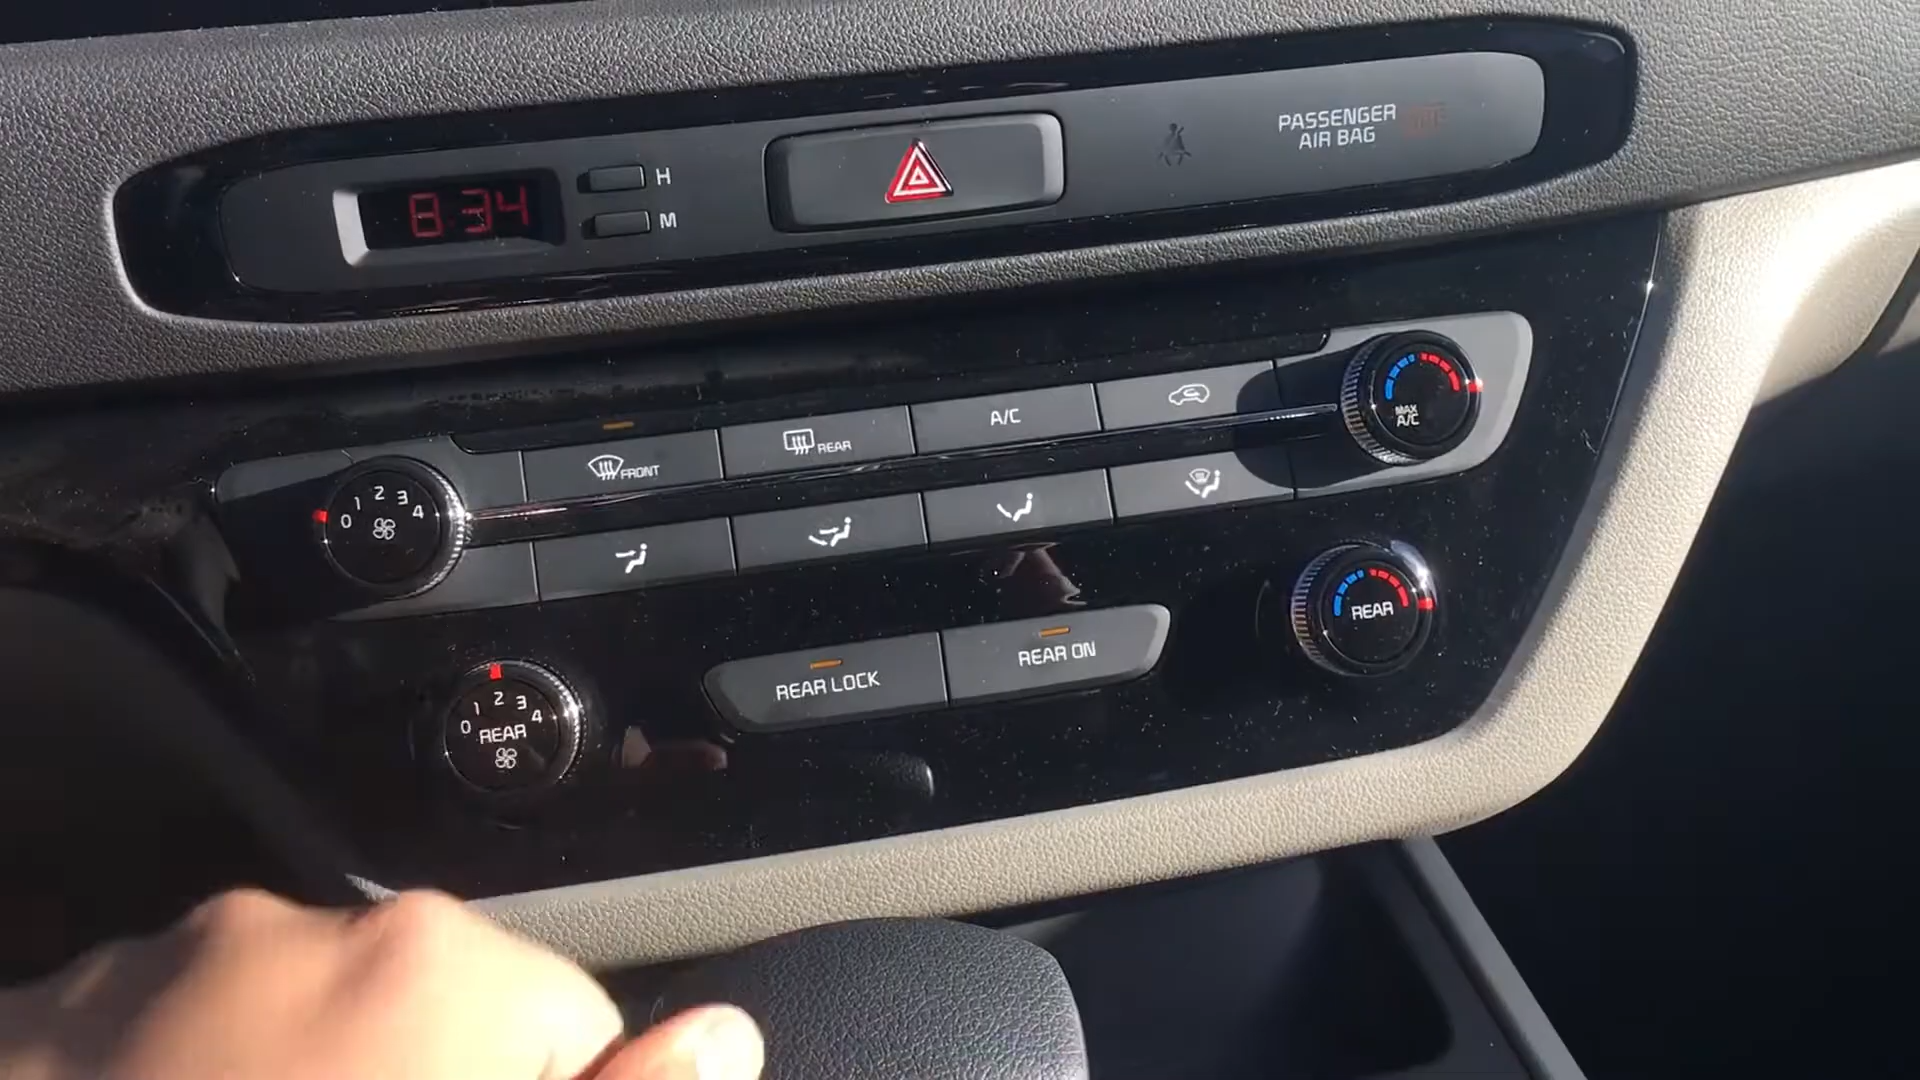 8:34
H
M
PASSENGER
AIR BAG OFF
FRONT
REAR
A/C
MAX
A/C
0 1 2 3 4
REAR LOCK
REAR ON
REAR
0 1 2 3 4
REAR